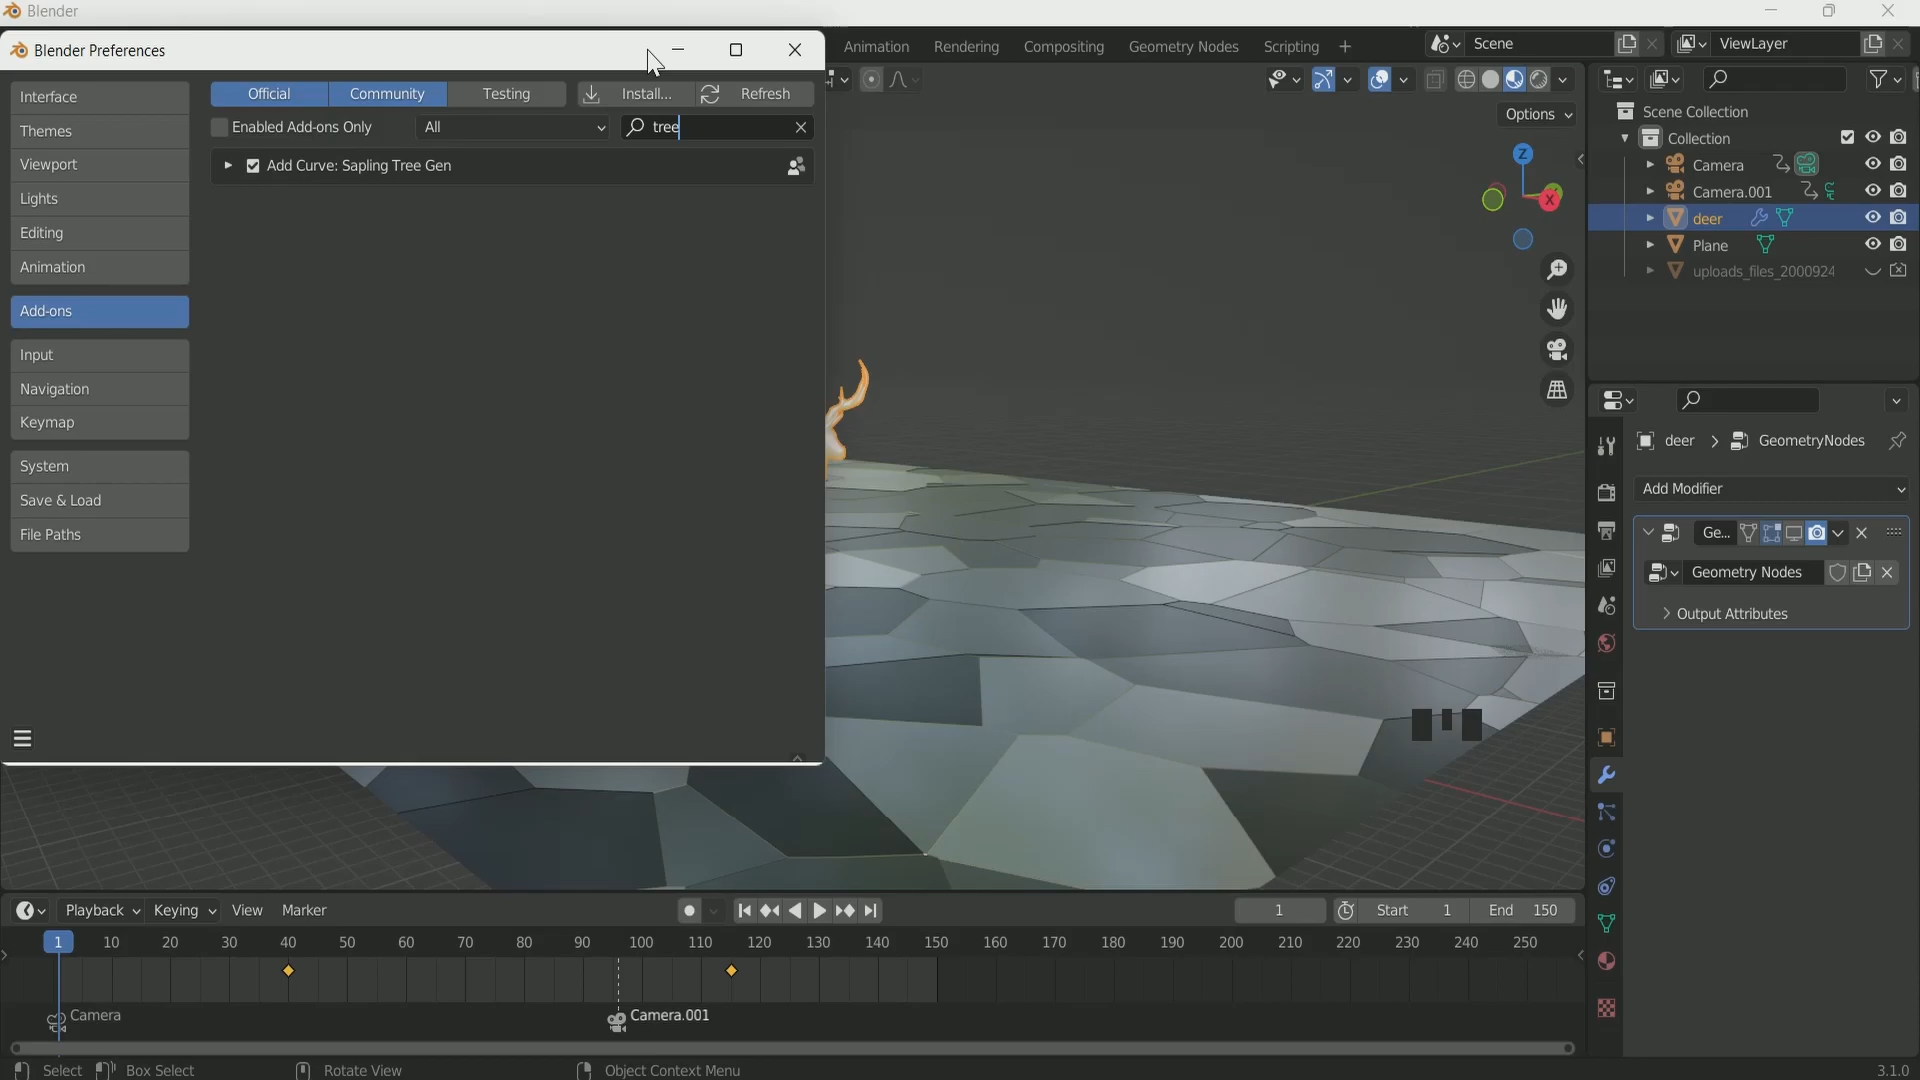 Blender
Blender Preferences
Animation Rendering Compositing Geometry Nodes Scripting
Scene
ViewLayer
Interface
Themes
Viewport
Lights
Editing
Animation
Add-ons
Input
Navigation
Keymap
System
Save & Load
File Paths
Official Community Testing Install... Refresh
Enabled Add-ons Only All tree
Add Curve: Sapling Tree Gen
Options
Z
X
Scene Collection
Collection
Camera
Camera.001
deer
Plane
uploads_files_2000924
deer > GeometryNodes
Add Modifier
Ge...
Geometry Nodes
Output Attributes
Playback Keying View Marker 1 Start 1 End 150
1 10 20 30 40 50 60 70 80 90 100 110 120 130 140 150 160 170 180 190 200 210 220 230 240 250
Camera Camera.001
Select Box Select Rotate View Object Context Menu 3.1.0